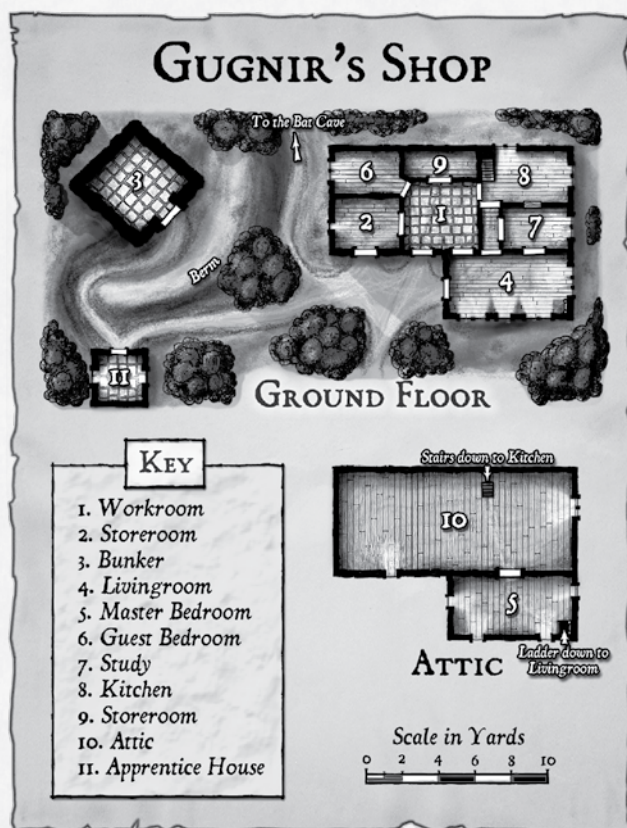 Gugnir's Shop
To the Bat Cave
6
9
8
3
2
1
7
Berm
4
11
Ground Floor
Key
1. Workroom
2. Storeroom
3. Bunker
4. Livingroom
5. Master Bedroom
6. Guest Bedroom
7. Study
8. Kitchen
9. Storeroom
10. Attic
11. Apprentice House
Stairs down to Kitchen
10
5
Attic
Ladder down to
Livingroom
Scale in Yards
0 2 4 6 8 10